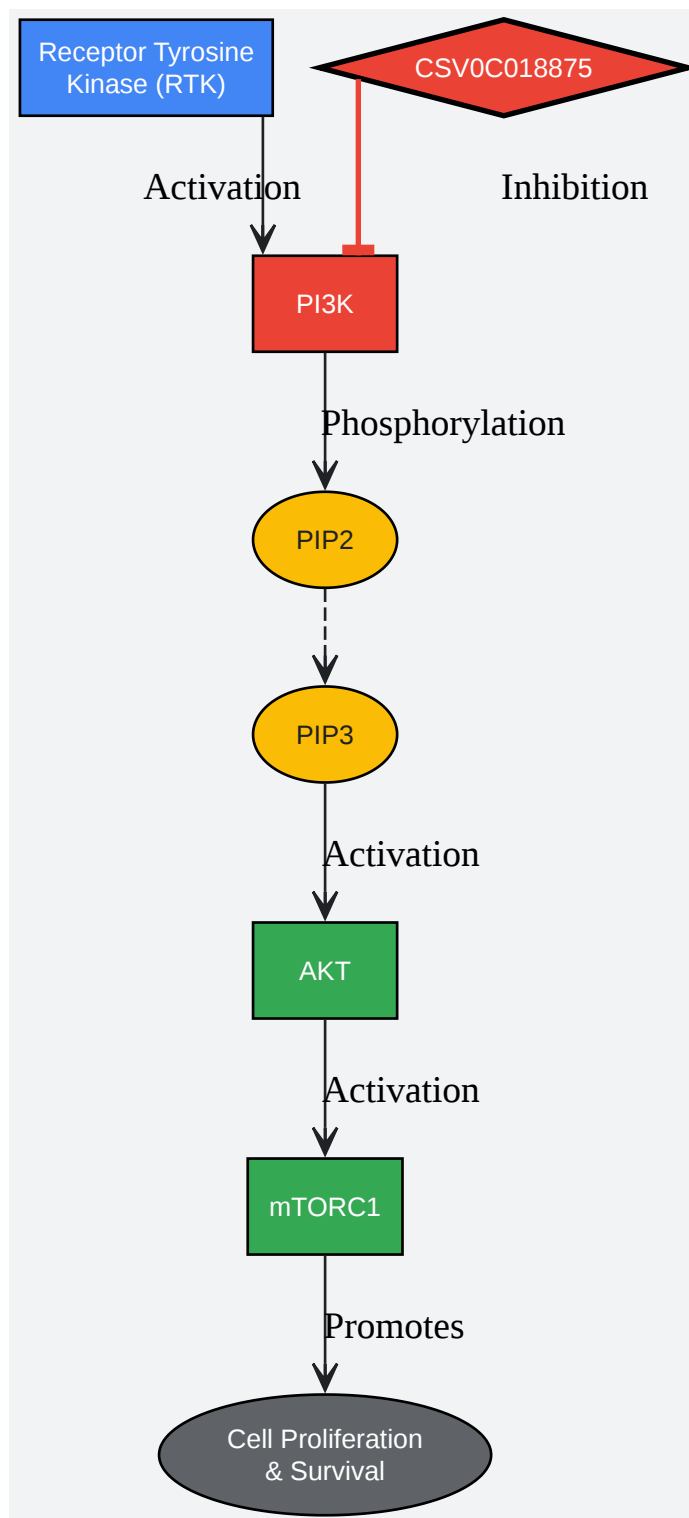 Receptor Tyrosine
Kinase (RTK)
CSV0C018875
Activation
Inhibition
PI3K
Phosphorylation
PIP2
PIP3
Activation
AKT
Activation
mTORC1
Promotes
Cell Proliferation
& Survival